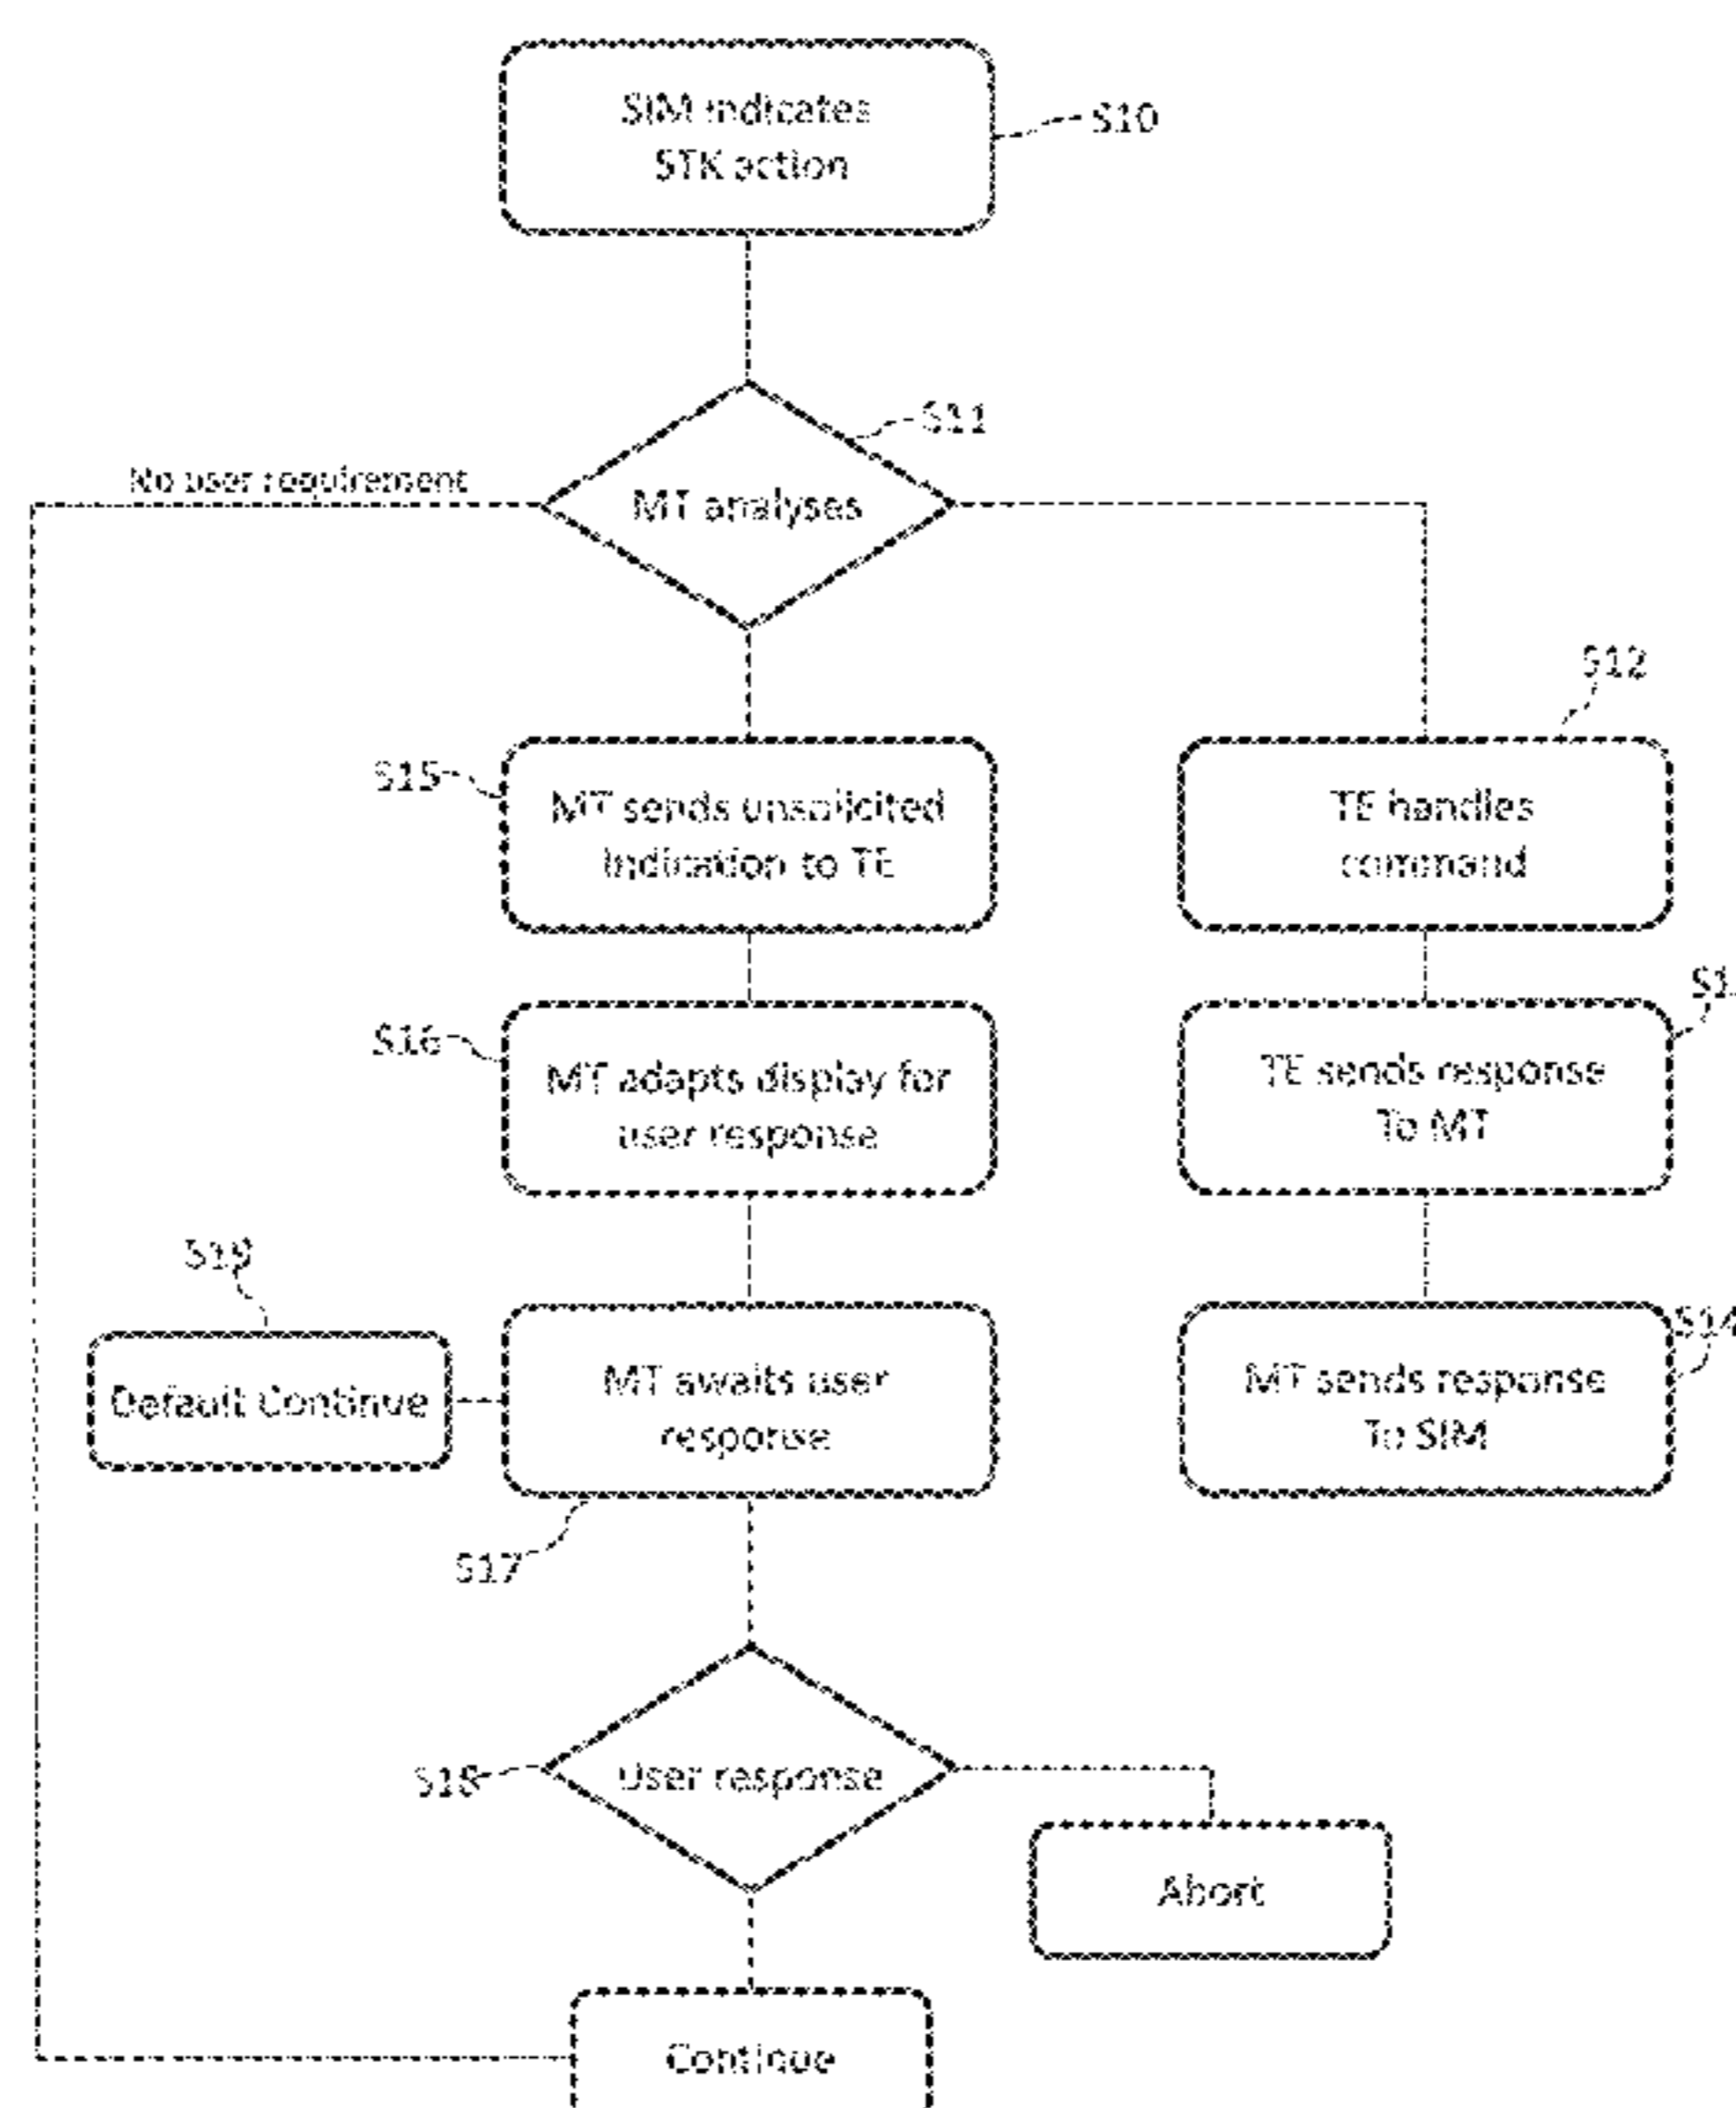 SIM indicates
STK action
S10
S11
No user requirement
MT analyses
S12
S15
MT sends unsolicited
indication to TE
TE handles
command
S16
MT adapts display for
user response
TE sends response
To MT
S19
Default Continue
MT awaits user
response
S14
MT sends response
To SIM
S17
S18
User response
Abort
Continue